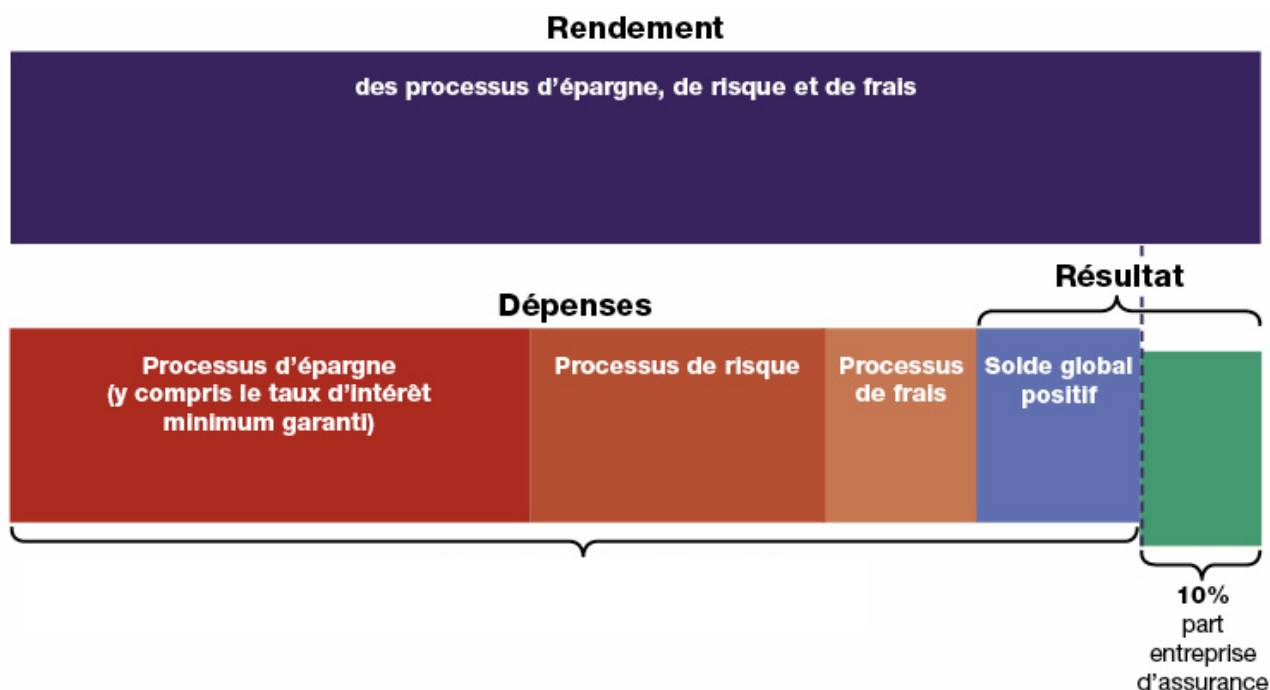 Rendement
des processus d'épargne, de risque et de frais
Résultat
Dépenses
Processus d'épargne
(y compris le taux d'intérêt
minimum garanti)
Processus de risque
Processus
de frais
Solde global
positif
10%
part
entreprise
d'assurance